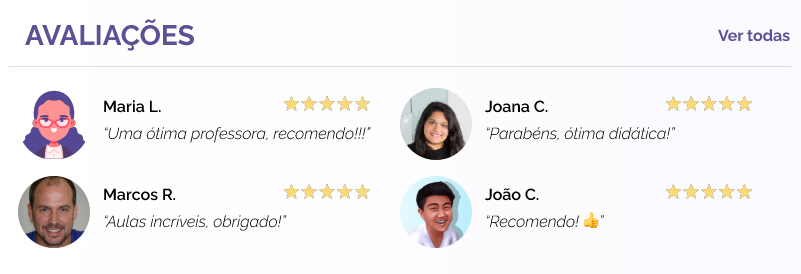 AVALIAÇÕES
Ver todas
Maria L.
“Uma ótima professora, recomendo!!!”
Joana C.
“Parabéns, ótima didática!”
Marcos R.
“Aulas incríveis, obrigado!”
João C.
“Recomendo! 👍”